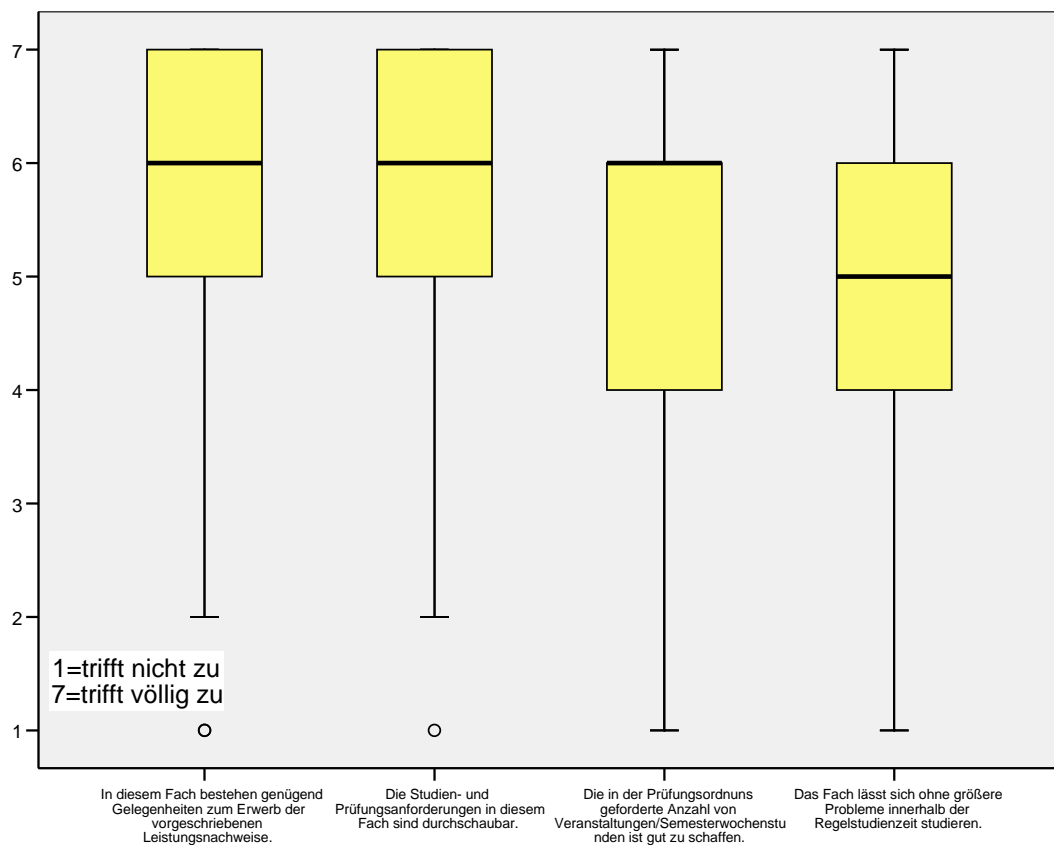 7
6
5
4
3
2
1
1=trifft nicht zu
7=trifft völlig zu
In diesem Fach bestehen genügend
Gelegenheiten zum Erwerb der
vorgeschriebenen
Leistungsnachweise.
Die Studien- und
Prüfungsanforderungen in diesem
Fach sind durchschaubar.
Die in der Prüfungsordnuns
geforderte Anzahl von
Veranstaltungen/Semesterwochenstu
nden ist gut zu schaffen.
Das Fach lässt sich ohne größere
Probleme innerhalb der
Regelstudienzeit studieren.